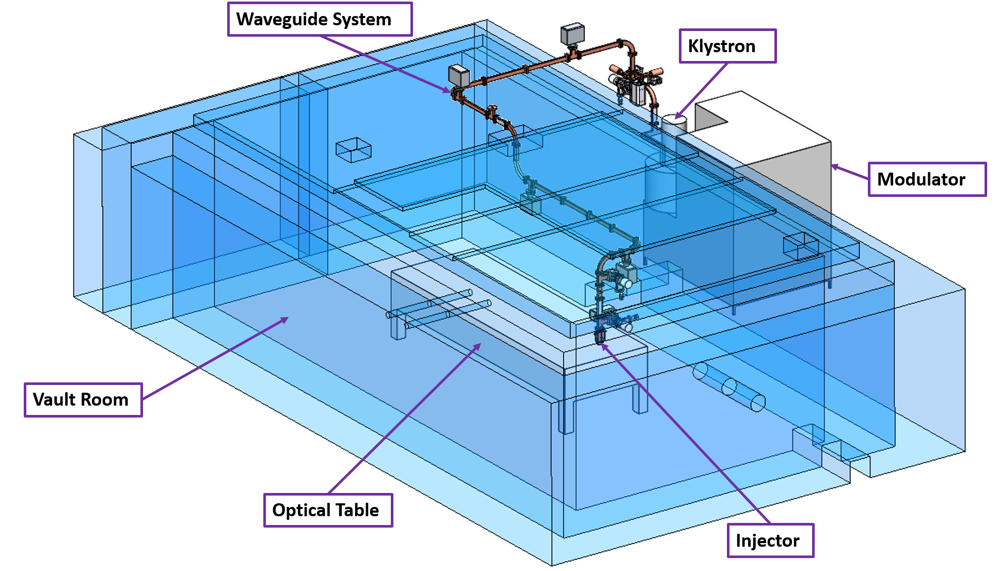 Waveguide System
Klystron
Modulator
Vault Room
Optical Table
Injector